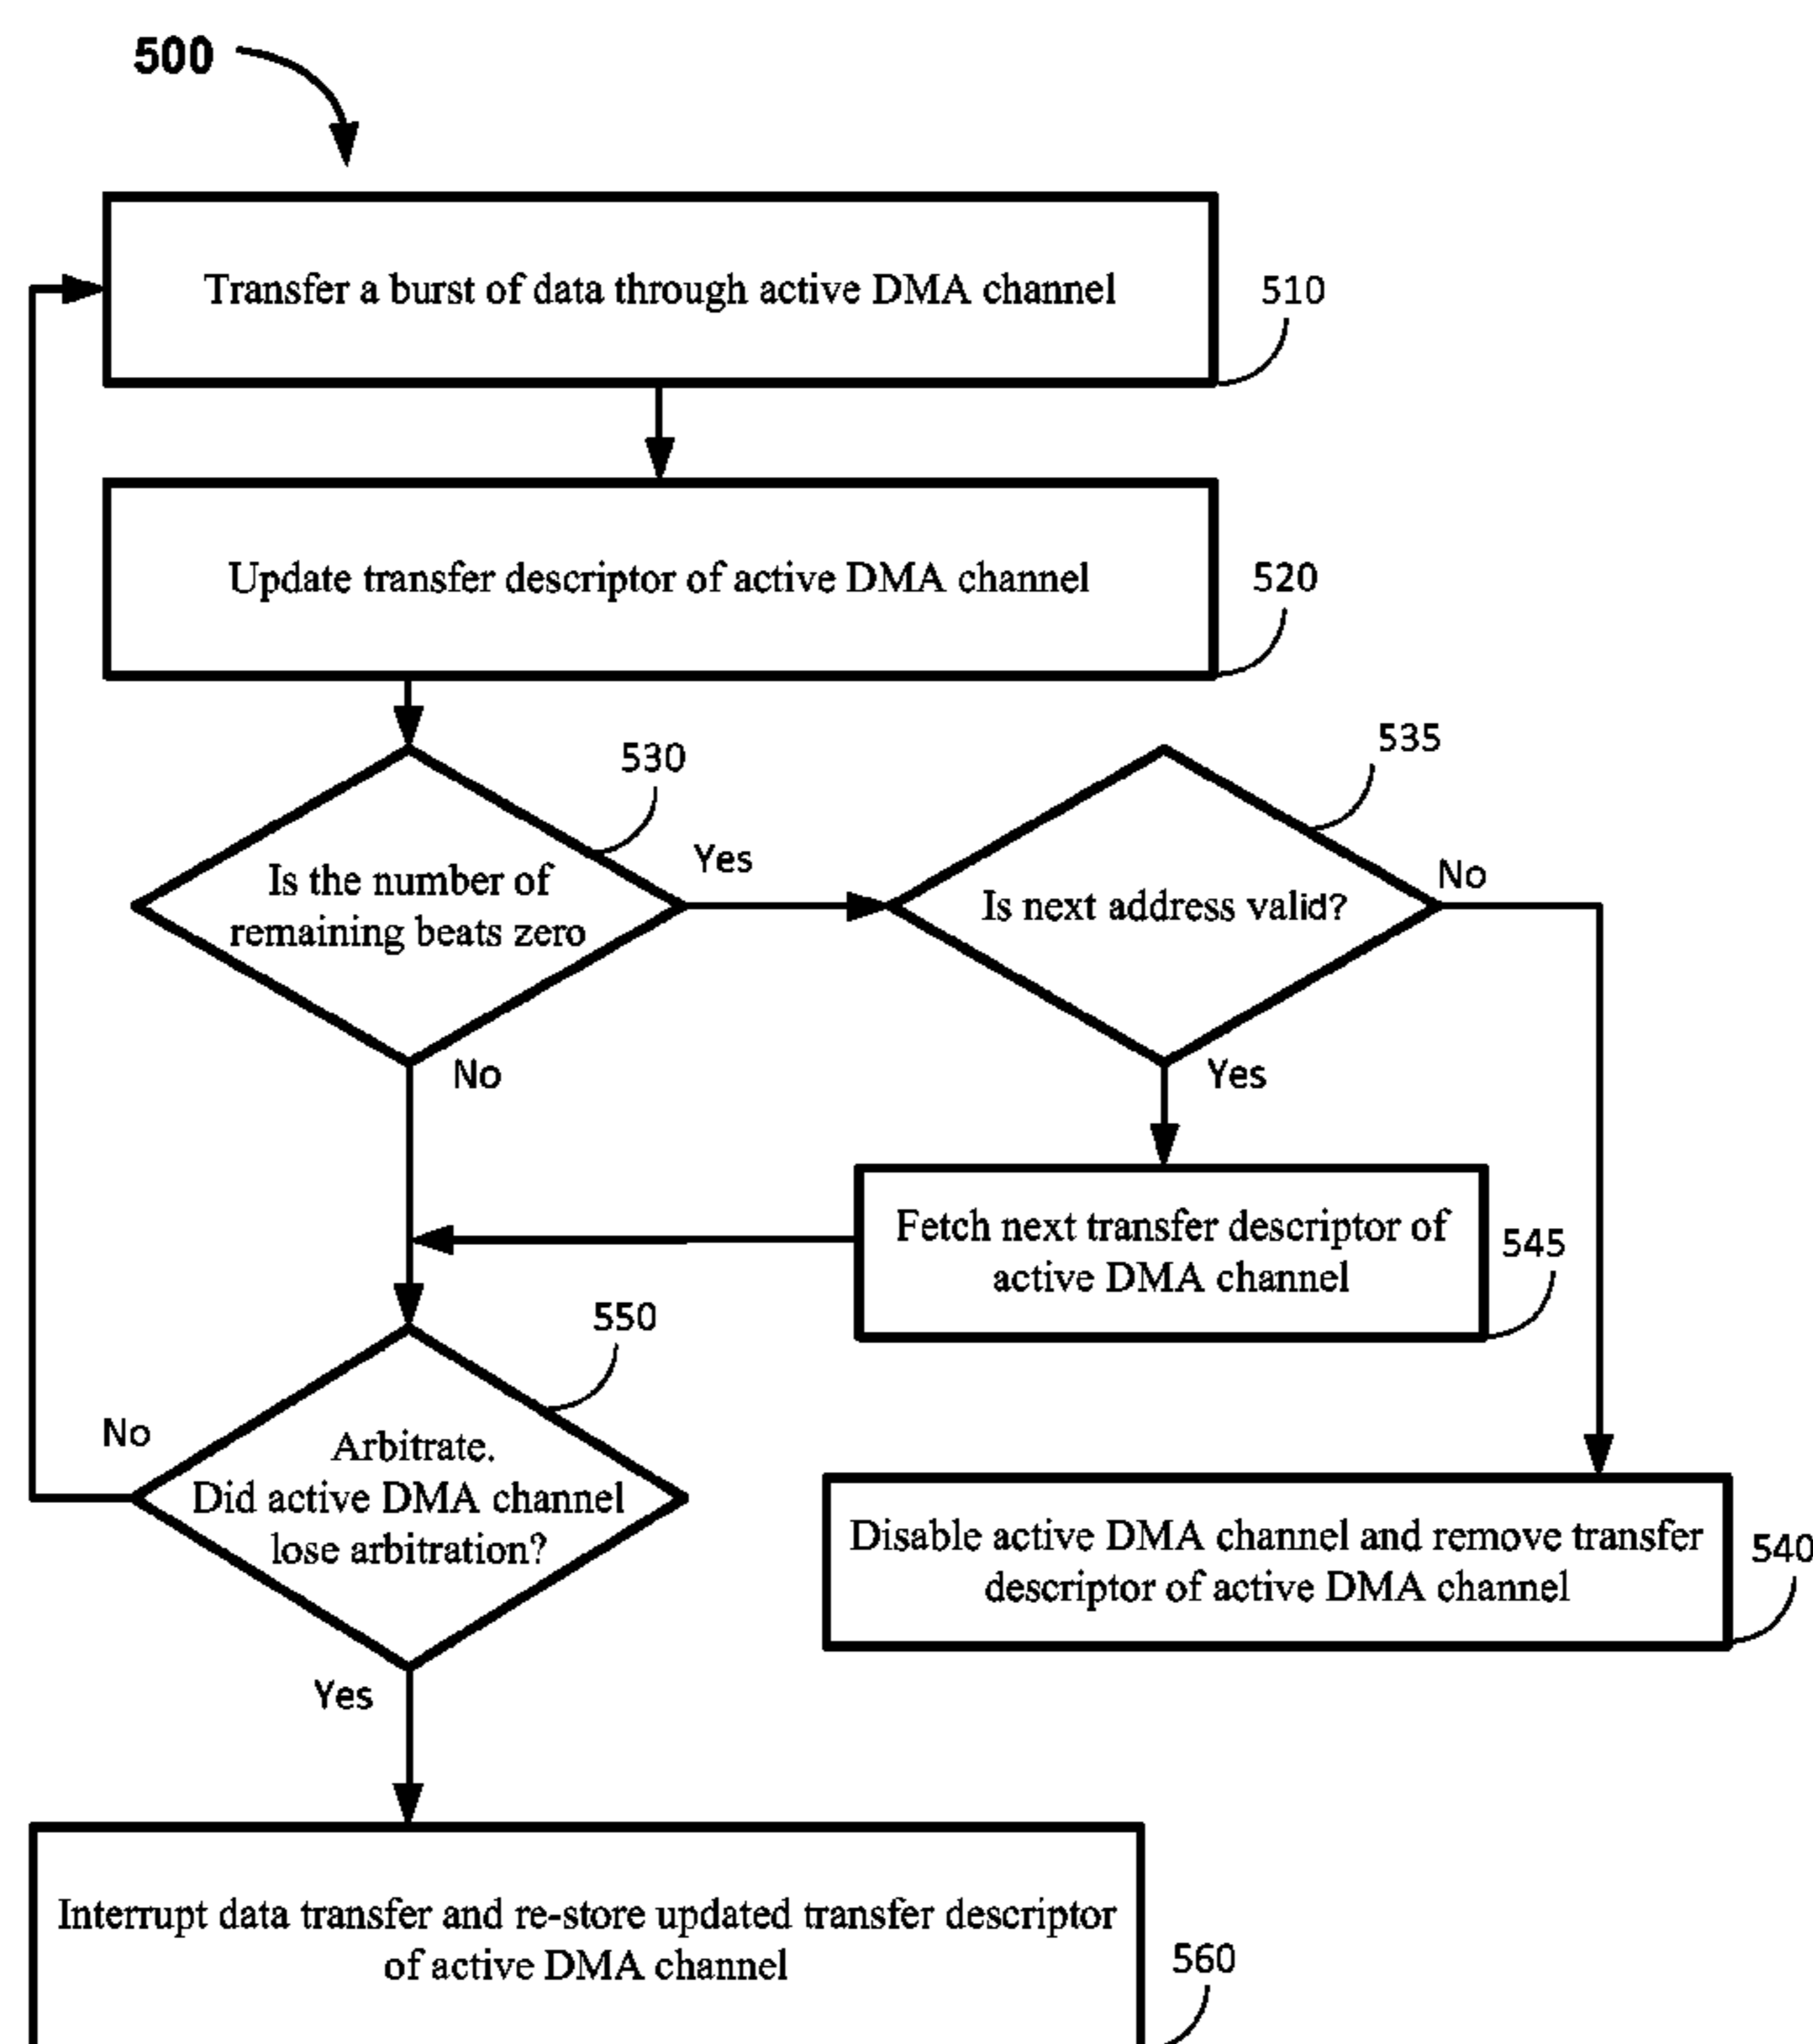 500
Transfer a burst of data through active DMA channel
510
Update transfer descriptor of active DMA channel
520
530
Is the number of
remaining beats zero
Yes
No
535
Is next address valid?
No
Yes
Fetch next transfer descriptor of
active DMA channel
545
Disable active DMA channel and remove transfer
descriptor of active DMA channel
540
550
Arbitrate.
Did active DMA channel
lose arbitration?
No
Yes
Interrupt data transfer and re-store updated transfer descriptor
of active DMA channel
560